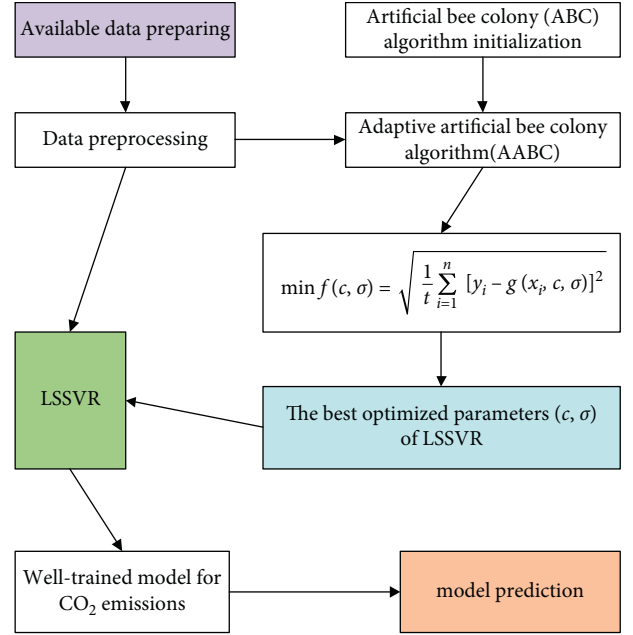 Available data preparing
Artificial bee colony (ABC)
algorithm initialization
Data preprocessing
Adaptive artificial bee colony
algorithm(AABC)
min f (c, σ) = √ 1/t ∑ i=1 n [y_i – g (x_i, c, σ)]^2
LSSVR
The best optimized parameters (c, σ)
of LSSVR
Well-trained model for
CO₂ emissions
model prediction